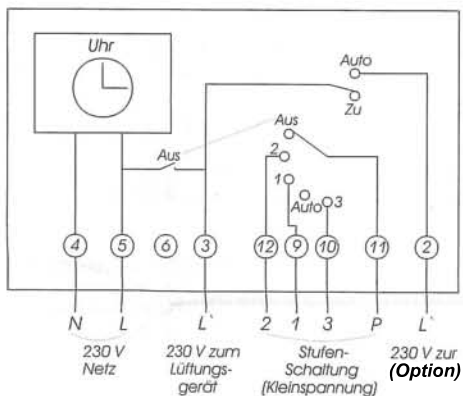 Uhr
Auto
Zu
Aus
Aus
2
1
Auto
3
4 5 6 3 12 9 10 11 2
N L L` 2 1 3 P L`
230 V Netz
230 V zum Lüftungs-
gerät
Stufen-
Schaltung
(Kleinspannung)
230 V zur
(Option)